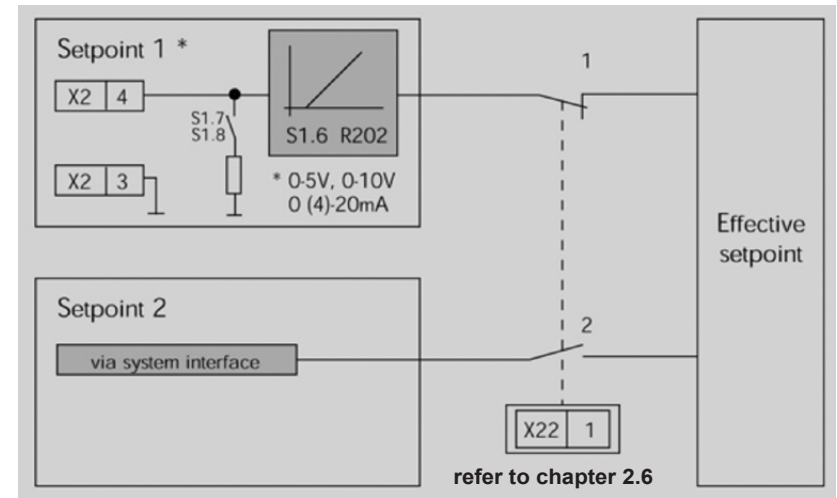 Setpoint 1 *
X2 4
S1.7
S1.8
S1.6 R202
X2 3
* 0-5V, 0-10V
0 (4)-20mA
1
Effective
setpoint
Setpoint 2
via system interface
2
X22 1
refer to chapter 2.6